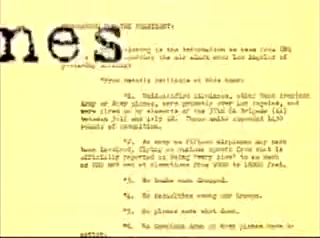 nes
MEMORANDUM FOR THE PRESIDENT:
is the information we have from GHQ
the air alarm over Los Angeles of
morning:
"From details available at this hour:
"1. Unidentified airplanes, other than American
Army or Navy planes, were probably over Los Angeles, and
were fired on by elements of the 37th CA Brigade (AA)
between and These units expended
rounds of ammunition.
"2. As many as fifteen airplanes may have
been involved, flying at various speeds from what is
officially reported as being "very slow" to as much
as 200 MPH and at elevations from 9000 to 18000 feet.
"3. No bombs were dropped.
"4. No casualties among our troops.
"5. No planes were shot down.
"6. No American Army or Navy planes were in
action.